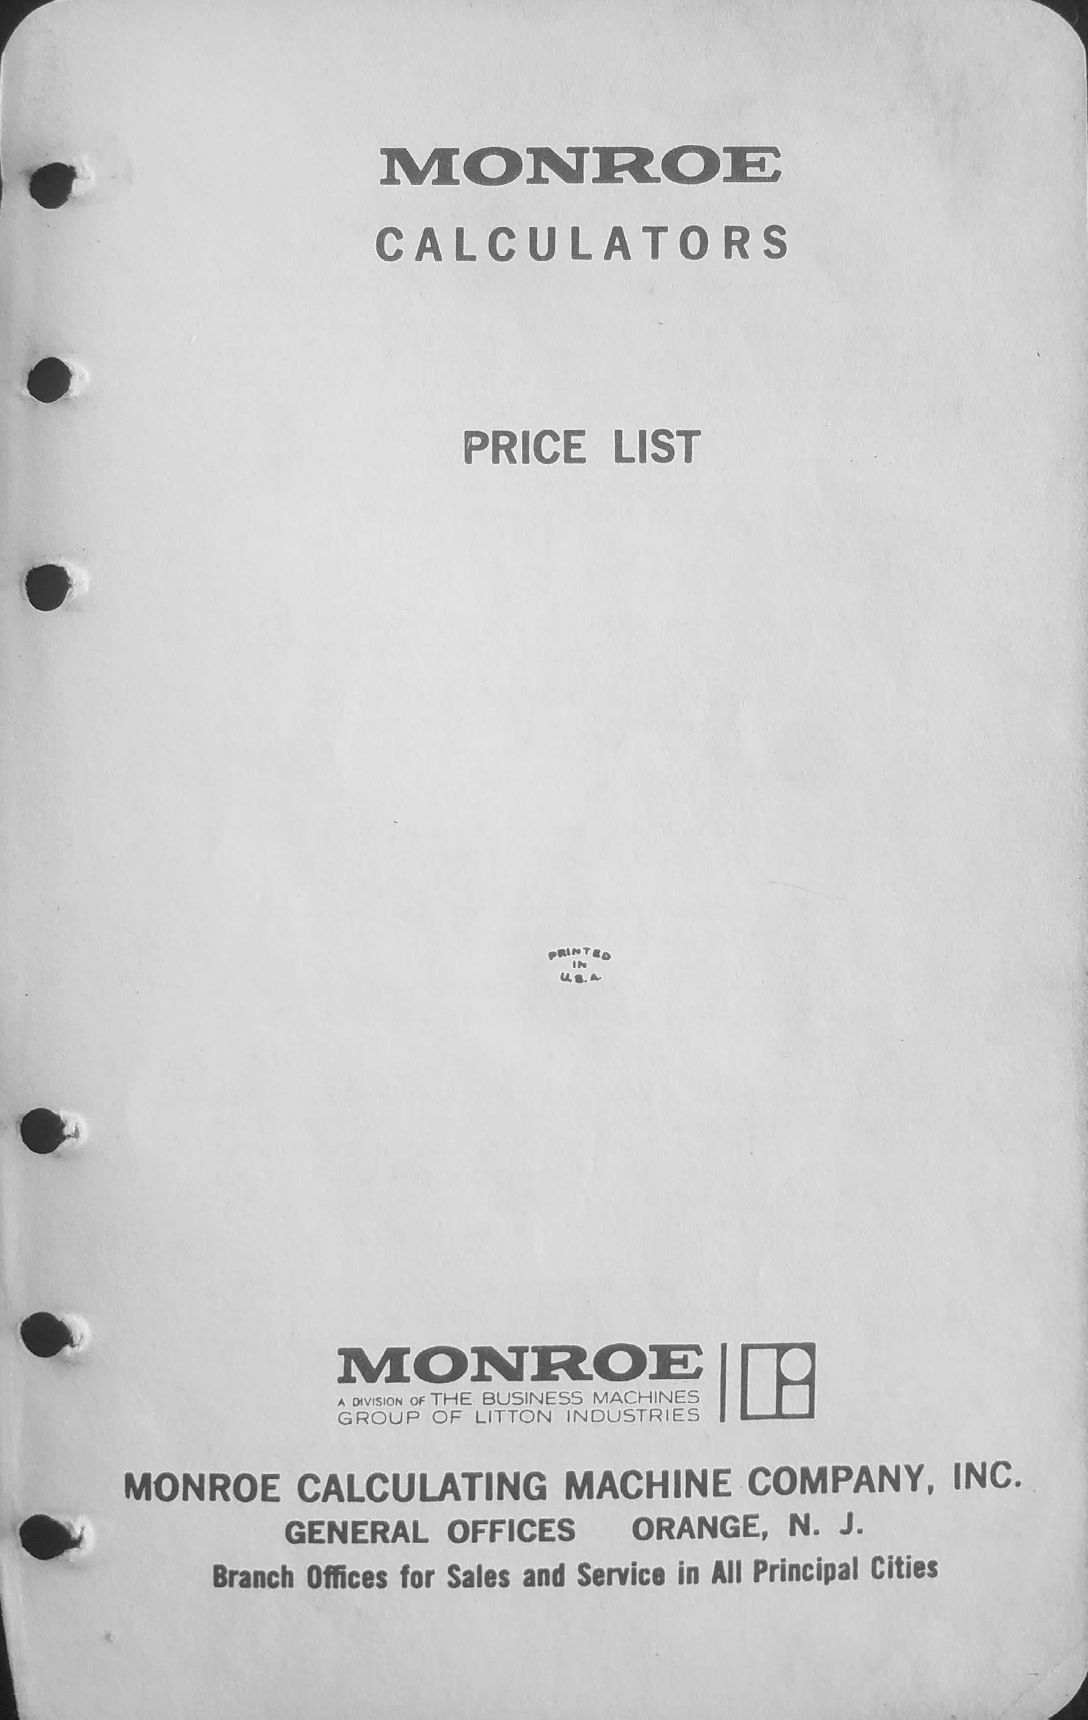 MONROE
CALCULATORS
PRICE LIST
PRINTED
IN
U.S.A.
MONROE
A DIVISION OF THE BUSINESS MACHINES
GROUP OF LITTON INDUSTRIES
MONROE CALCULATING MACHINE COMPANY, INC.
GENERAL OFFICES ORANGE, N. J.
Branch Offices for Sales and Service in All Principal Cities